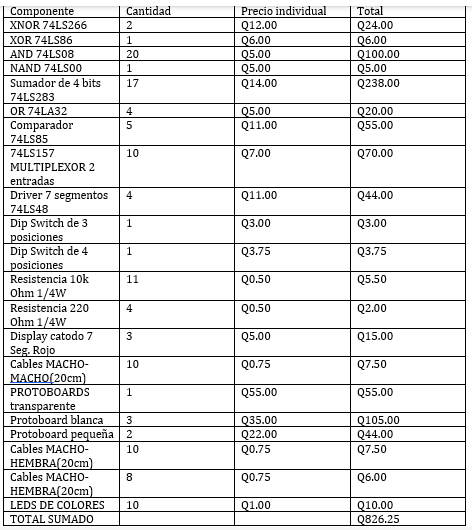 Componente Cantidad Precio individual Total
XNOR 74LS266 2 Q12.00 Q24.00
XOR 74LS86 1 Q6.00 Q6.00
AND 74LS08 20 Q5.00 Q100.00
NAND 74LS00 1 Q5.00 Q5.00
Sumador de 4 bits 17 Q14.00 Q238.00
74LS283
OR 74LA32 4 Q5.00 Q20.00
Comparador 5 Q11.00 Q55.00
74LS85
74LS157 10 Q7.00 Q70.00
MULTIPLEXOR 2
entradas
Driver 7 segmentos 4 Q11.00 Q44.00
74LS48
Dip Switch de 3 1 Q3.00 Q3.00
posiciones
Dip Switch de 4 1 Q3.75 Q3.75
posiciones
Resistencia 10k 11 Q0.50 Q5.50
Ohm 1/4W
Resistencia 220 4 Q0.50 Q2.00
Ohm 1/4W
Display catodo 7 3 Q5.00 Q15.00
Seg. Rojo
Cables MACHO- 10 Q0.75 Q7.50
MACHO(20cm)
PROTOBOARDS 1 Q55.00 Q55.00
transparente
Protoboard blanca 3 Q35.00 Q105.00
Protoboard pequeña 2 Q22.00 Q44.00
Cables MACHO- 10 Q0.75 Q7.50
HEMBRA(20cm)
Cables MACHO- 8 Q0.75 Q6.00
HEMBRA(20cm)
LEDS DE COLORES 10 Q1.00 Q10.00
TOTAL SUMADO Q826.25